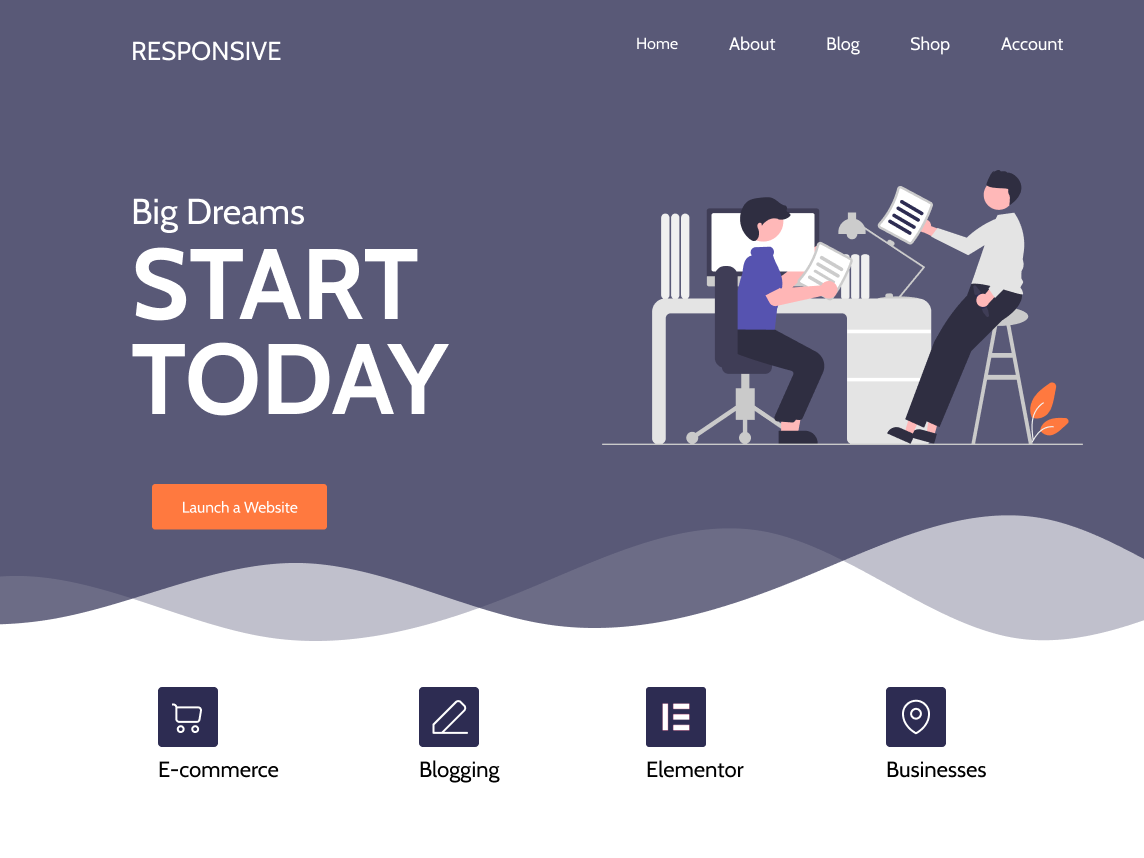 RESPONSIVE
Home About Blog Shop Account
Big Dreams
START
TODAY
Launch a Website
E-commerce Blogging Elementor Businesses